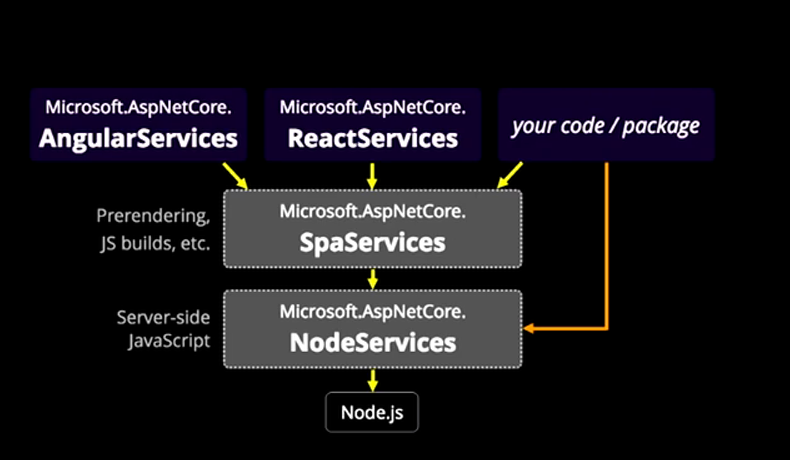 Microsoft.AspNetCore.
AngularServices
Microsoft.AspNetCore.
ReactServices
your code / package
Prerendering,
JS builds, etc.
Microsoft.AspNetCore.
SpaServices
Server-side
JavaScript
Microsoft.AspNetCore.
NodeServices
Node.js